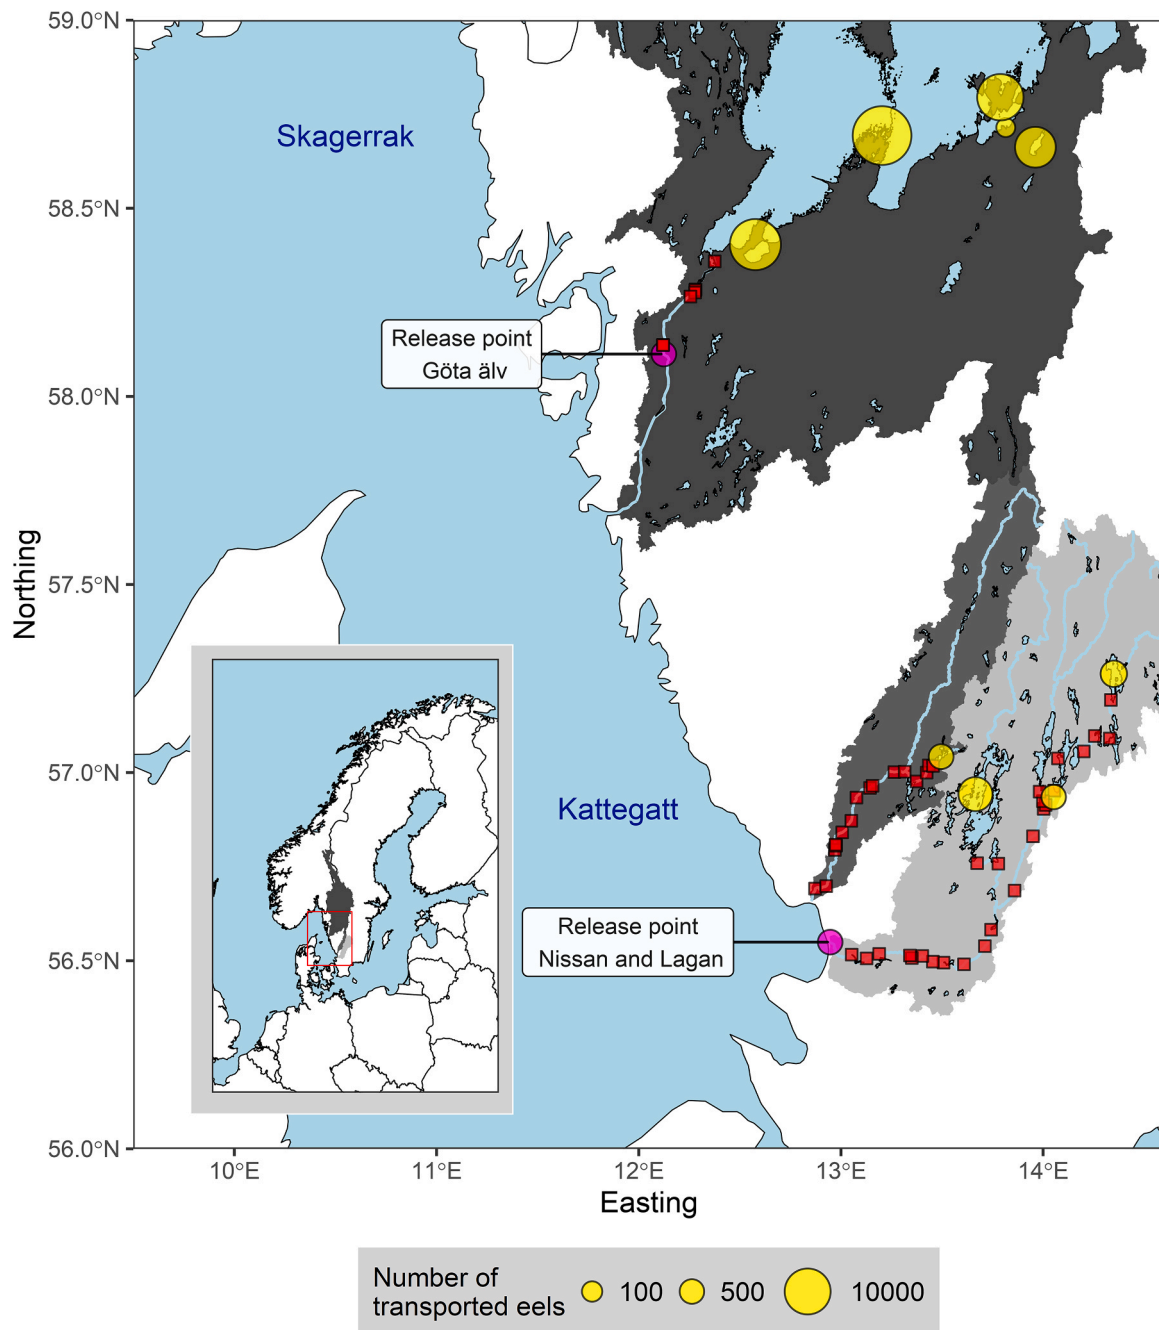 59.0°N
58.5°N
58.0°N
57.5°N
57.0°N
56.5°N
56.0°N
Northing
Skagerrak
Release point
Göta älv
Kattegatt
Release point
Nissan and Lagan
10°E
11°E
12°E
13°E
14°E
Easting
Number of
transported eels
100
500
10000